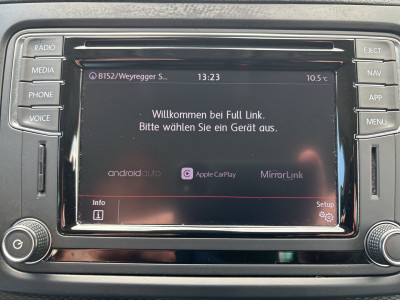 RADIO
EJECT
B152/Weyregger S...
13:23
10.5°C
MEDIA
NAV
Willkommen bei Full Link.
PHONE
APP
Bitte wählen Sie ein Gerät aus.
VOICE
MENU
androidauto
Apple CarPlay
MirrorLink
Info
Setup